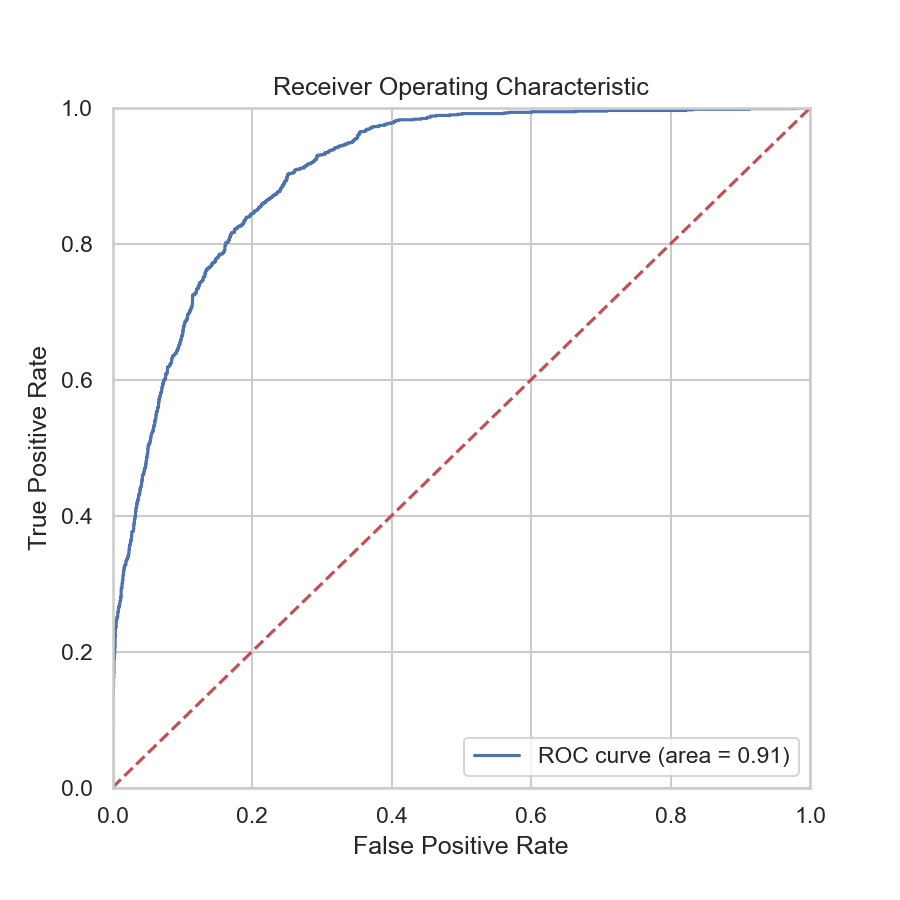 Receiver Operating Characteristic
1.0
0.8
0.6
0.4
0.2
0.0
True Positive Rate
ROC curve (area = 0.91)
0.0 0.2 0.4 0.6 0.8 1.0
False Positive Rate